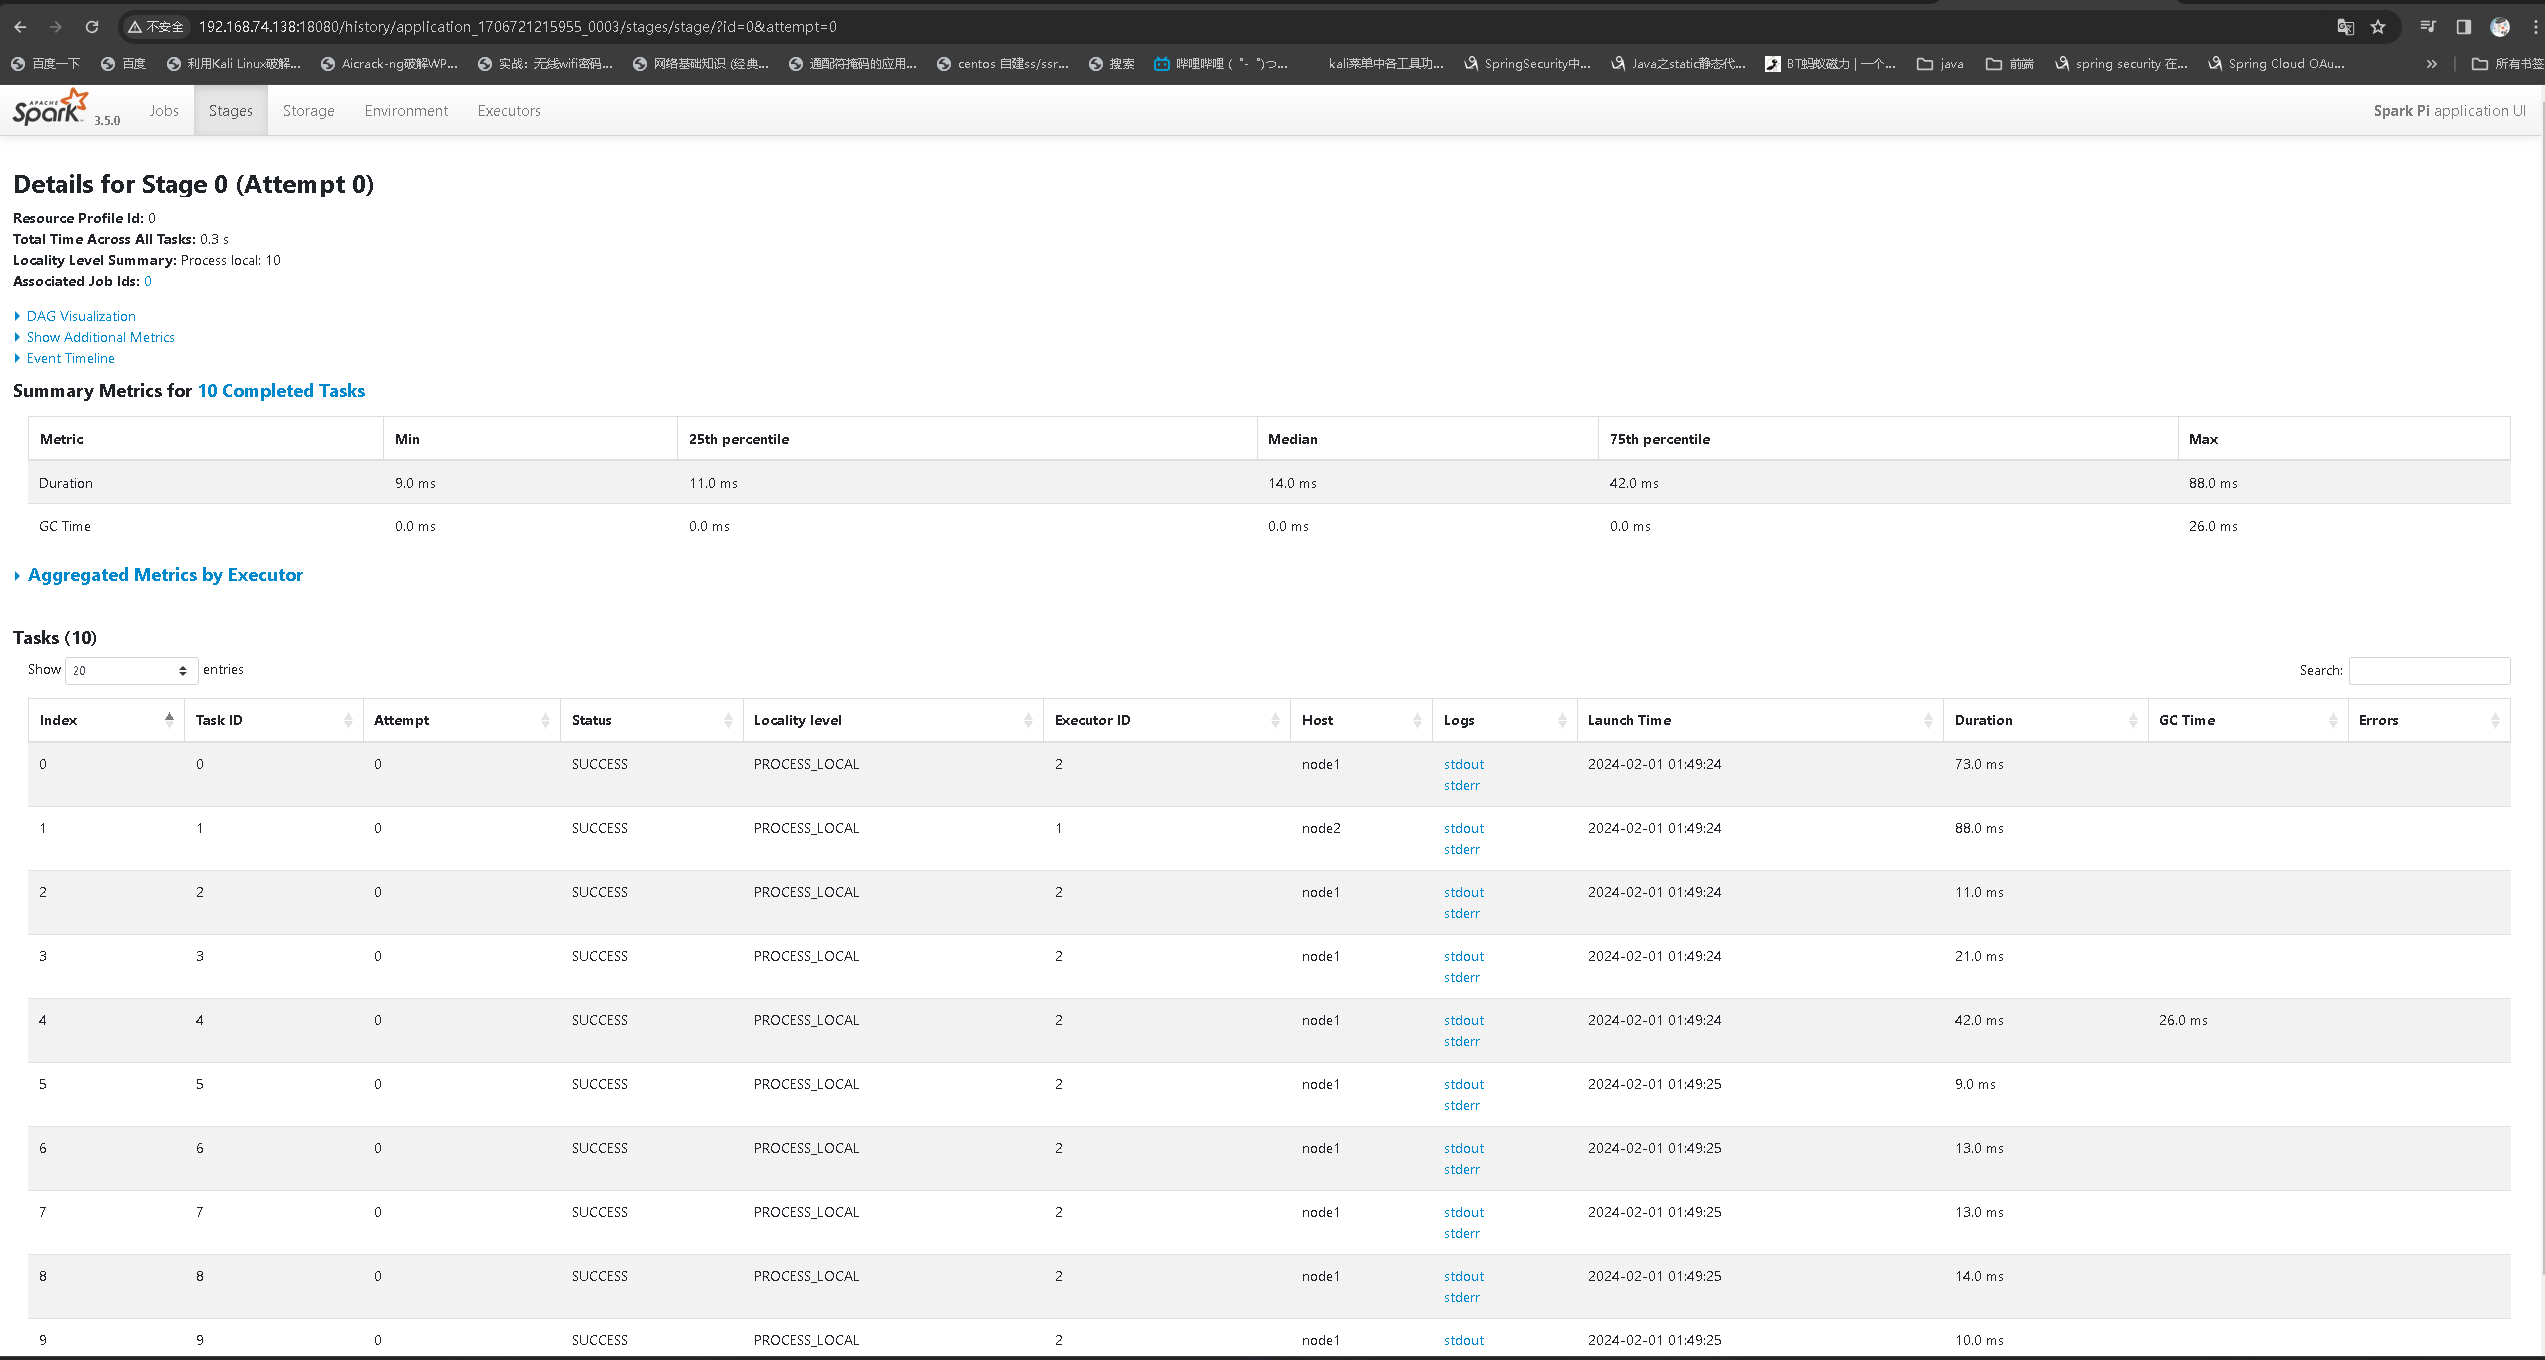 不安全 192.168.74.138:18080/history/application_1706721215955_0003/stages/stage/?id=0&attempt=0
百度一下 百度 利用Kali Linux破解... Aicrack-ng破解WP... 实战：无线wifi密码... 网络基础知识 (经典... 通配符掩码的应用... centos 自建ss/ssr... 搜索 哔哩哔哩 ( ゜- ゜)つ... kali菜单中各工具功... SpringSecurity中... Java之static静态代... BT蚂蚁磁力 | 一个... java 前端 spring security 在... Spring Cloud OAu... » 所有书签
APACHE Spark 3.5.0 Jobs Stages Storage Environment Executors Spark Pi application UI
Details for Stage 0 (Attempt 0)
Resource Profile Id: 0
Total Time Across All Tasks: 0.3 s
Locality Level Summary: Process local: 10
Associated Job Ids: 0
DAG Visualization
Show Additional Metrics
Event Timeline
Summary Metrics for 10 Completed Tasks
Metric Min 25th percentile Median 75th percentile Max
Duration 9.0 ms 11.0 ms 14.0 ms 42.0 ms 88.0 ms
GC Time 0.0 ms 0.0 ms 0.0 ms 0.0 ms 26.0 ms
Aggregated Metrics by Executor
Tasks (10)
Show 20 entries Search:
Index Task ID Attempt Status Locality level Executor ID Host Logs Launch Time Duration GC Time Errors
0 0 0 SUCCESS PROCESS_LOCAL 2 node1 stdout 2024-02-01 01:49:24 73.0 ms
stderr
1 1 0 SUCCESS PROCESS_LOCAL 1 node2 stdout 2024-02-01 01:49:24 88.0 ms
stderr
2 2 0 SUCCESS PROCESS_LOCAL 2 node1 stdout 2024-02-01 01:49:24 11.0 ms
stderr
3 3 0 SUCCESS PROCESS_LOCAL 2 node1 stdout 2024-02-01 01:49:24 21.0 ms
stderr
4 4 0 SUCCESS PROCESS_LOCAL 2 node1 stdout 2024-02-01 01:49:24 42.0 ms 26.0 ms
stderr
5 5 0 SUCCESS PROCESS_LOCAL 2 node1 stdout 2024-02-01 01:49:25 9.0 ms
stderr
6 6 0 SUCCESS PROCESS_LOCAL 2 node1 stdout 2024-02-01 01:49:25 13.0 ms
stderr
7 7 0 SUCCESS PROCESS_LOCAL 2 node1 stdout 2024-02-01 01:49:25 13.0 ms
stderr
8 8 0 SUCCESS PROCESS_LOCAL 2 node1 stdout 2024-02-01 01:49:25 14.0 ms
stderr
9 9 0 SUCCESS PROCESS_LOCAL 2 node1 stdout 2024-02-01 01:49:25 10.0 ms